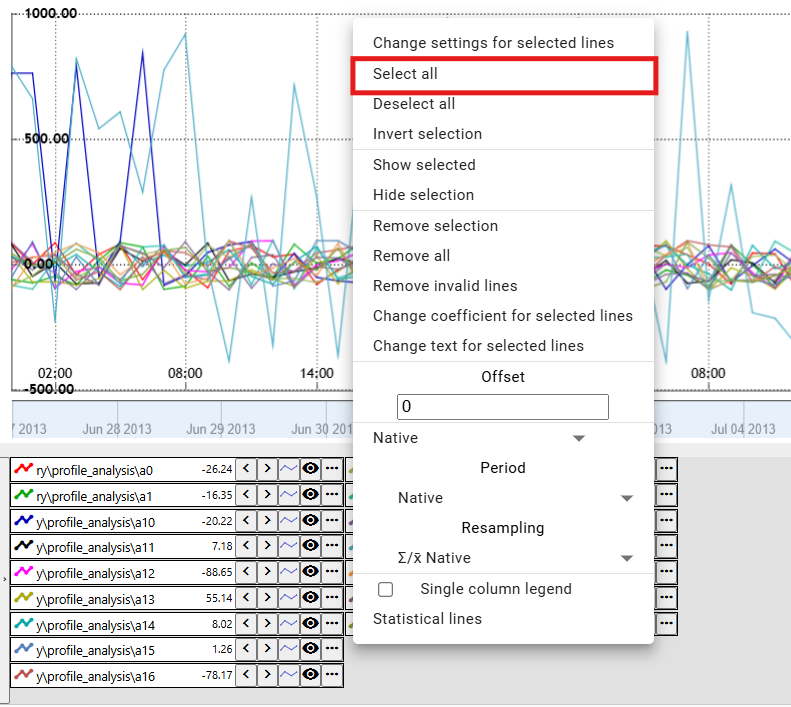 1000.00
Change settings for selected lines
Select all
Deselect all
500.00
Invert selection
Show selected
Hide selection
Remove selection
Remove all
0.00
Remove invalid lines
Change coefficient for selected lines
Change text for selected lines
02:00 08:00 14:00 08:00
-500.00
Offset
0
7 2013 Jun 28 2013 Jun 29 2013 Jun 30 013 Jul 04 2013
Native
Period
Native
Resampling
Σ/x̄ Native
Single column legend
Statistical lines
ry\profile_analysis\a0 -26.24 < > ...
ry\profile_analysis\a1 -16.35 < > ...
y\profile_analysis\a10 -20.22 < > ...
y\profile_analysis\a11 7.18 < > ...
y\profile_analysis\a12 -88.65 < > ...
y\profile_analysis\a13 55.14 < > ...
y\profile_analysis\a14 8.02 < > ...
y\profile_analysis\a15 1.26 < > ...
y\profile_analysis\a16 -78.17 < > ...